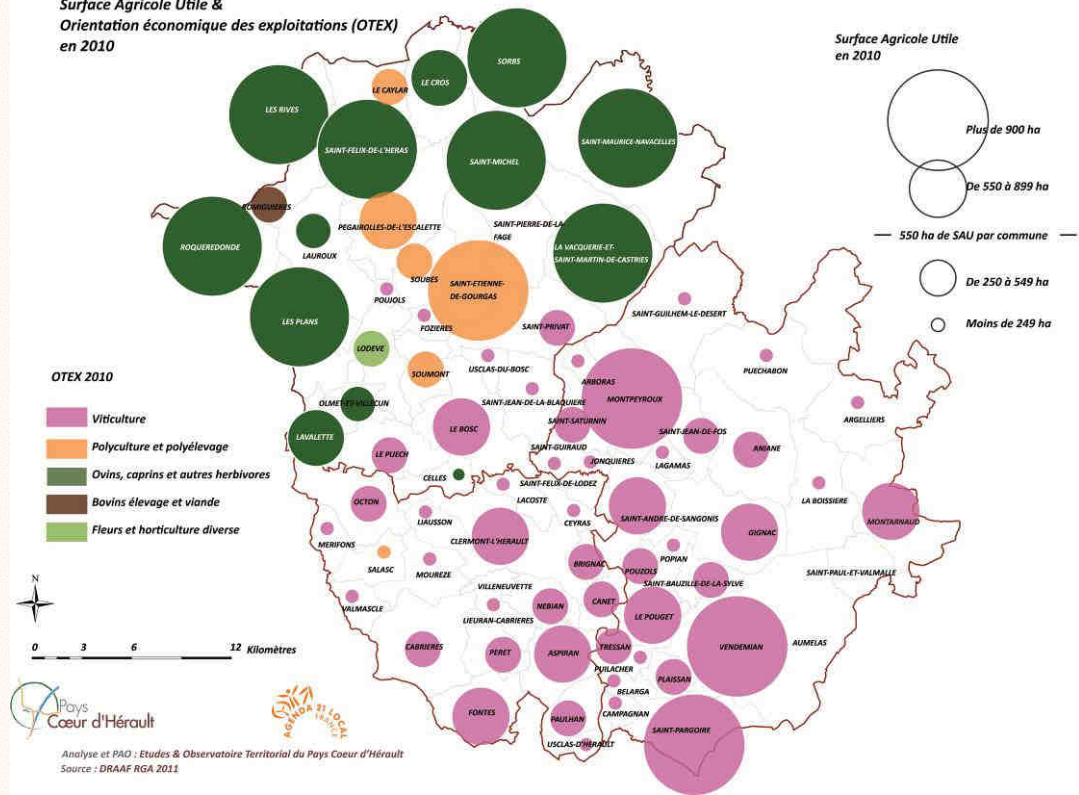 Surface Agricole Utile &
Orientation économique des exploitations (OTEX)
en 2010
Surface Agricole Utile
en 2010
Plus de 900 ha
De 550 à 899 ha
550 ha de SAU par commune
De 250 à 549 ha
Moins de 249 ha
SORBS
LE CROS
LE CAYLAR
LES RIVES
SAINT-FELIX-DE-L'HERAS
SAINT-MICHEL
SAINT-MAURICE-NAVACELLES
ROMIGUIERES
PEGAIROLLES-DE-L'ESCALETTE
SAINT-PIERRE-DE-LA-
FAGE
ROQUEREDONDE
LAUROUX
LA VACQUERIE-ET-
SAINT-MARTIN-DE-CASTRIES
SOUBES
SAINT-ETIENNE-
DE-GOURGAS
POUJOLS
LES PLANS
FOZIERES
SAINT-PRIVAT
SAINT-GUILHEM-LE-DESERT
LODEVE
SOUMONT
USCLAS-DU-BOSC
ARBORAS
PUECHABON
OLMET-ET-VILLECUN
SAINT-JEAN-DE-LA-BLAQUIERE
MONTPEYROUX
ARGELLIERS
LAVALETTE
LE BOSC
SAINT-SATURNIN
SAINT-JEAN-DE-FOS
SAINT-GUIRAUD
ANIANE
LE PUECH
JONQUIERES
LAGAMAS
CELLES
SAINT-FELIX-DE-LODEZ
LA BOISSIERE
OCTON
LACOSTE
LIAUSSON
CEYRAS
SAINT-ANDRE-DE-SANGONIS
MONTARNAUD
MERIFONS
CLERMONT-L'HERAULT
GIGNAC
SALASC
MOUREZE
BRIGNAC
POUZOLS
POPIAN
SAINT-PAUL-ET-VALMALLE
VILLENEUVETTE
SAINT-BAUZILLE-DE-LA-SYLVE
VALMASCLE
NEBIAN
CANET
LIEURAN-CABRIERES
LE POUGET
CABRIERES
PERET
ASPIRAN
TRESSAN
VENDEMIAN
AUMELAS
PUILACHER
PLAISSAN
BELARGA
FONTES
PAULHAN
CAMPAGNAN
SAINT-PARGOIRE
USCLAS-D'HERAULT
OTEX 2010
Viticulture
Polyculture et polyélevage
Ovins, caprins et autres herbivores
Bovins élevage et viande
Fleurs et horticulture diverse
N
0 3 6 12 Kilomètres
Pays
Cœur d'Hérault
AGENDA 21 LOCAL
FRANCE
Analyse et PAO : Etudes & Observatoire Territorial du Pays Coeur d'Hérault
Source : DRAAF RGA 2011